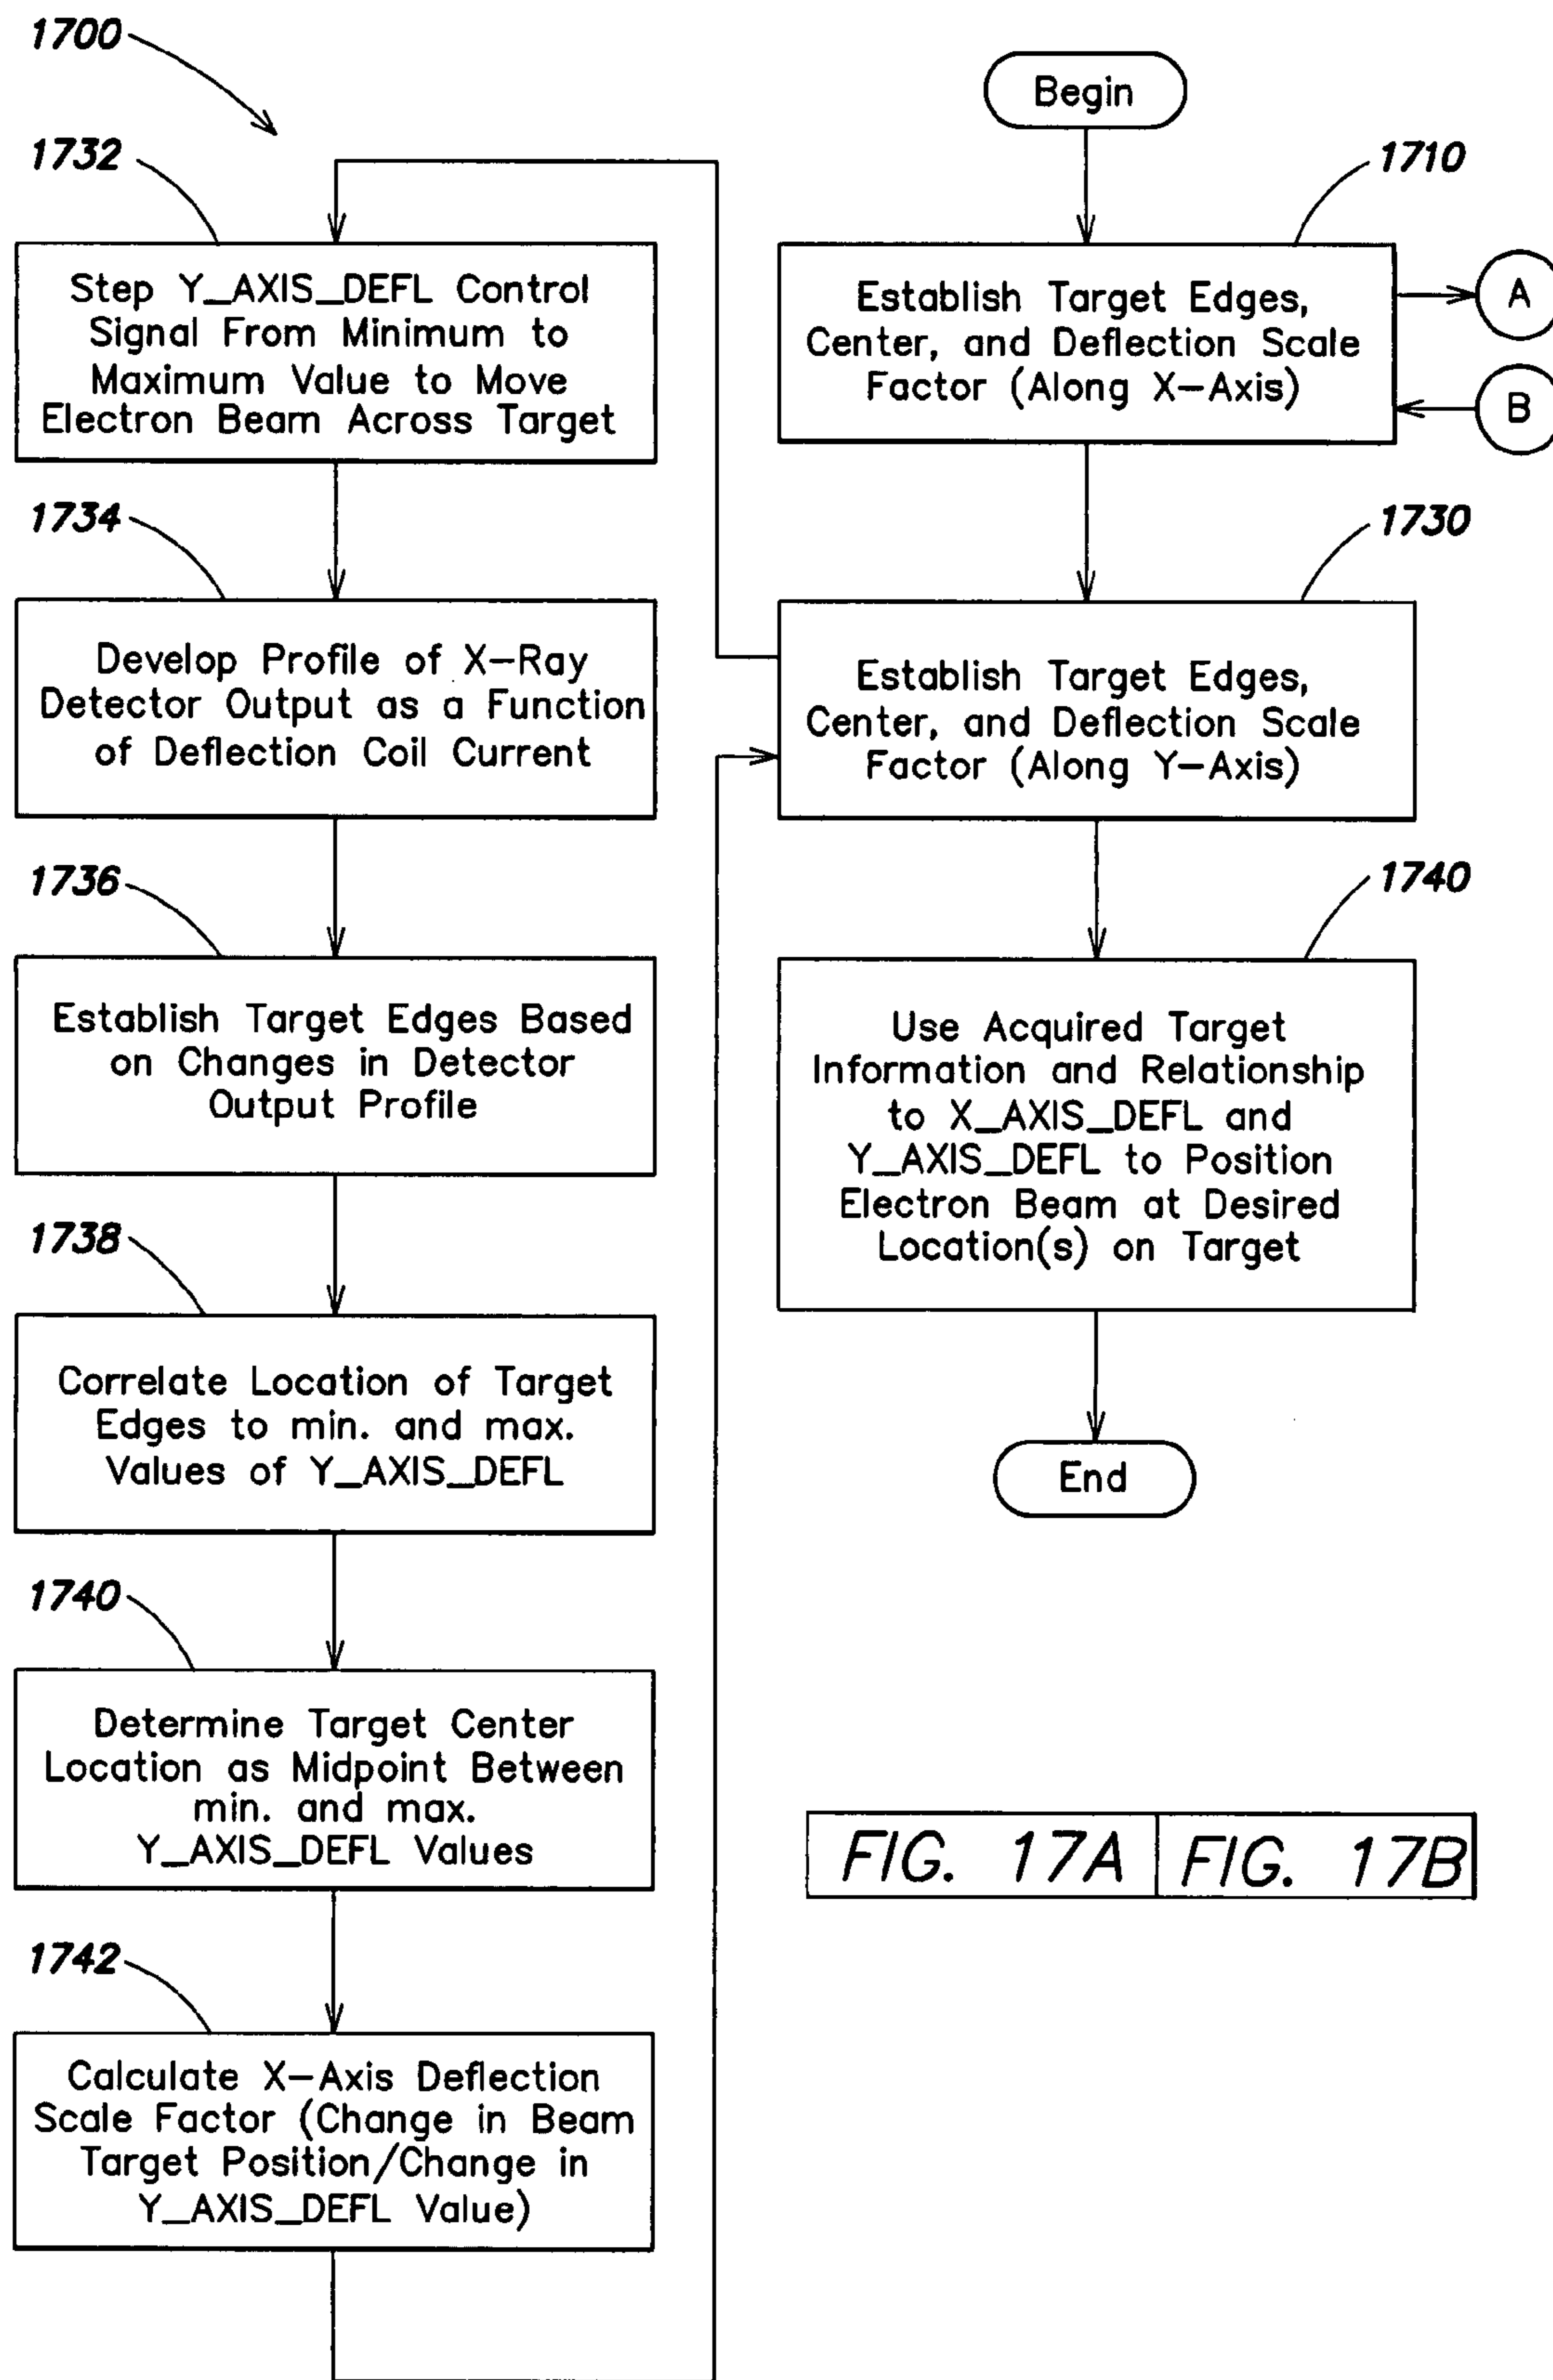 1700
1732
Step Y_AXIS_DEFL Control
Signal From Minimum to
Maximum Value to Move
Electron Beam Across Target
1734
Develop Profile of X-Ray
Detector Output as a Function
of Deflection Coil Current
1736
Establish Target Edges Based
on Changes in Detector
Output Profile
1738
Correlate Location of Target
Edges to min. and max.
Values of Y_AXIS_DEFL
1740
Determine Target Center
Location as Midpoint Between
min. and max.
Y_AXIS_DEFL Values
1742
Calculate X-Axis Deflection
Scale Factor (Change in Beam
Target Position/Change in
Y_AXIS_DEFL Value)
Begin
1710
Establish Target Edges,
Center, and Deflection Scale
Factor (Along X-Axis)
A
B
1730
Establish Target Edges,
Center, and Deflection Scale
Factor (Along Y-Axis)
1740
Use Acquired Target
Information and Relationship
to X_AXIS_DEFL and
Y_AXIS_DEFL to Position
Electron Beam at Desired
Location(s) on Target
End
FIG. 17A FIG. 17B